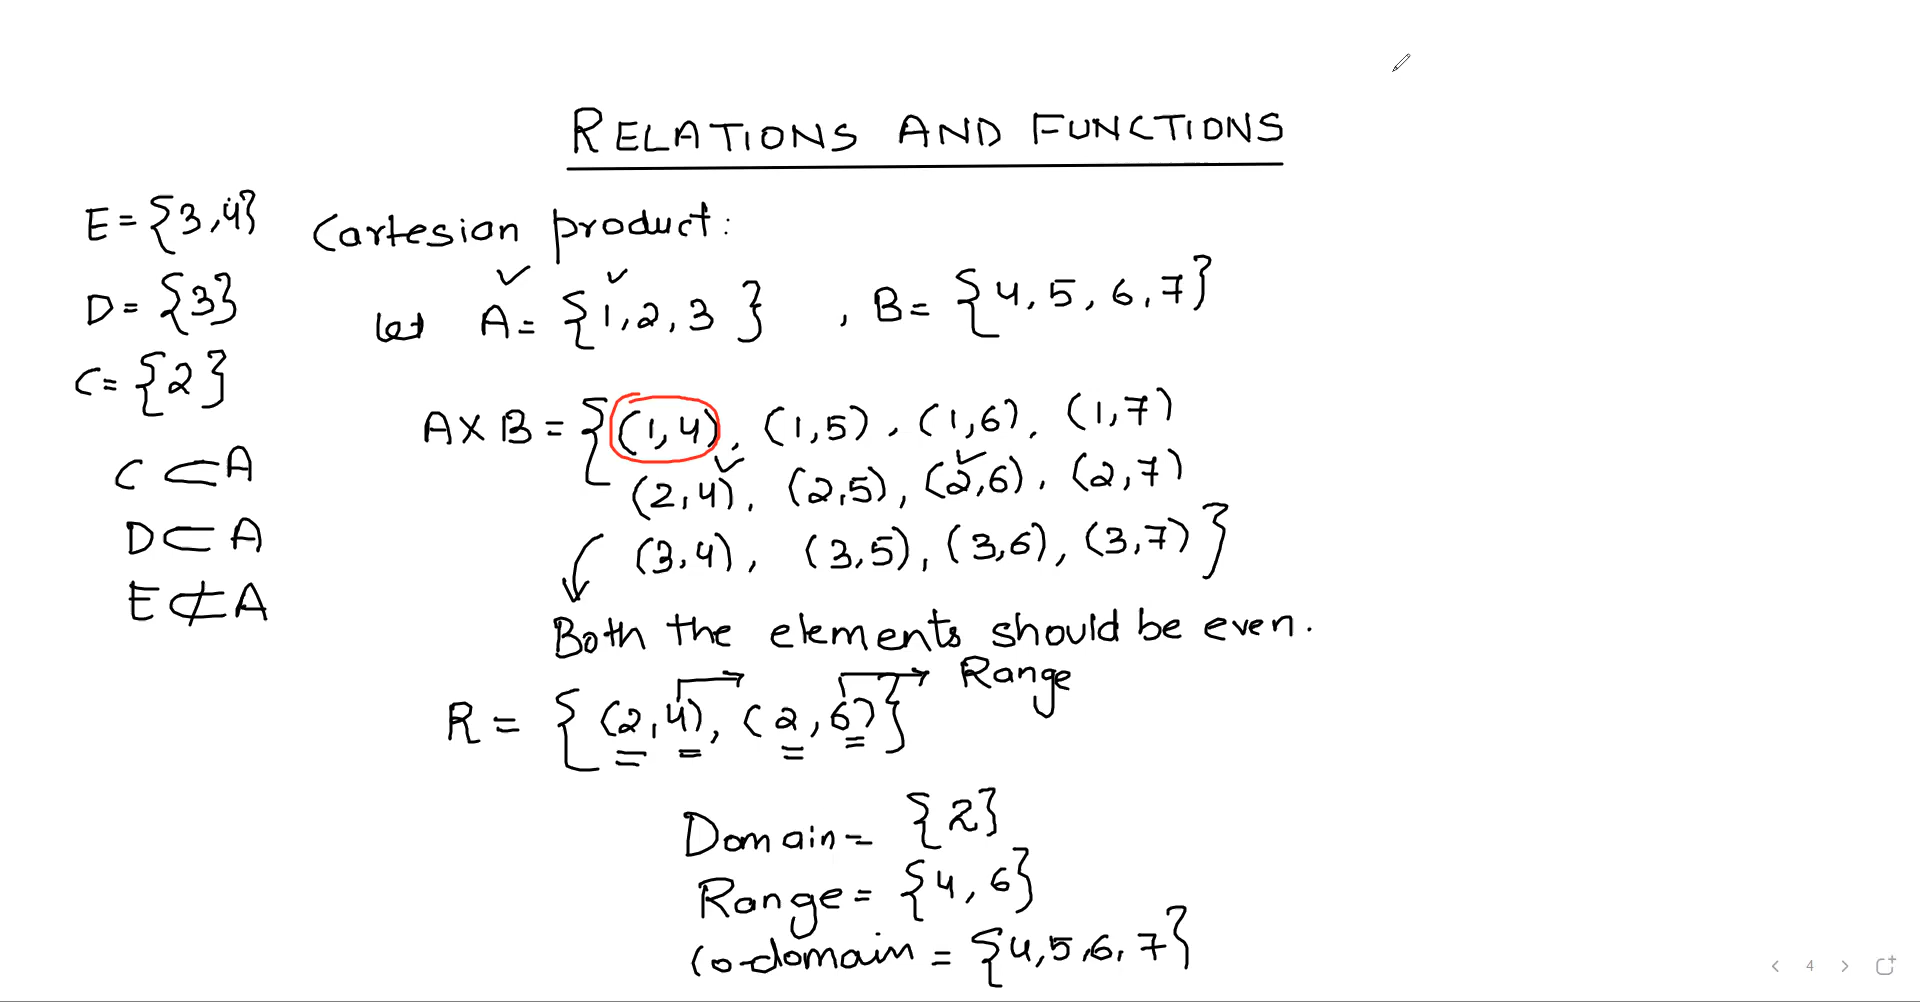 RELATIONS AND FUNCTIONS
E = {3,4}
D = {3}
C = {2}
C ⊂ A
D ⊂ A
E ⊄ A
Cartesian product:
let A = {1,2,3}, B = {4,5,6,7}
A X B = {(1,4), (1,5), (1,6), (1,7)
(2,4), (2,5), (2,6), (2,7)
(3,4), (3,5), (3,6), (3,7)}
Both the elements should be even.
Range
R = {(2,4), (2,6)}
Domain = {2}
Range = {4,6}
Co-domain = {4,5,6,7}
4